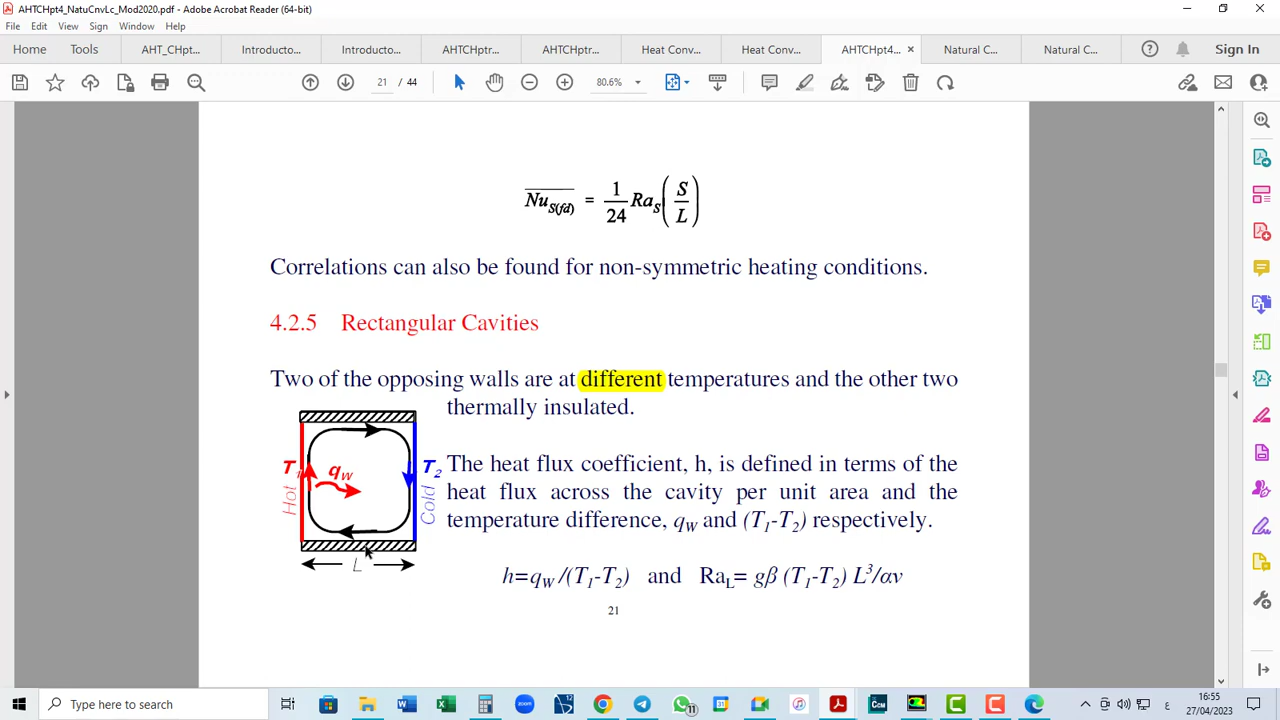 AHTCHpt4_NatuCnvLc_Mod2020.pdf - Adobe Acrobat Reader (64-bit)
File Edit View Sign Window Help
Home Tools AHT_CHpt... Introducto... Introducto... AHTCHptr... AHTCHptr... Heat Conv... Heat Conv... AHTCHpt4... × Natural C... Natural C... Sign In
21 / 44 80.6%
Nu_S(fd) = 1/24 Ra_S (S/L)
Correlations can also be found for non-symmetric heating conditions.
4.2.5 Rectangular Cavities
Two of the opposing walls are at different temperatures and the other two
thermally insulated.
T1 Hot
qW
T2 Cold
L
The heat flux coefficient, h, is defined in terms of the
heat flux across the cavity per unit area and the
temperature difference, qW and (T1-T2) respectively.
h=qW/(T1-T2) and RaL= gβ (T1-T2) L³/αν
21
Type here to search
11
31
ع
16:55
27/04/2023